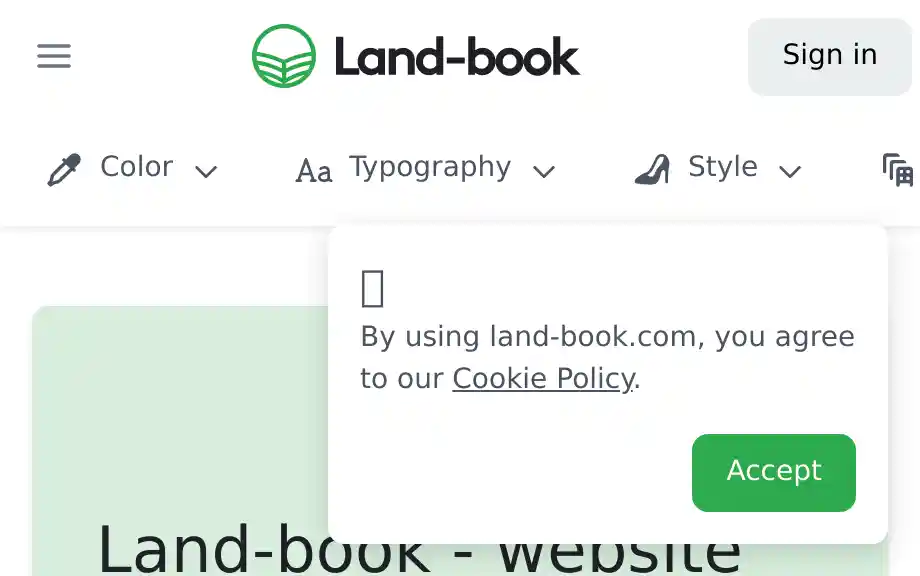 Land-book
Sign in
Color
Aa Typography
Style
By using land-book.com, you agree
to our Cookie Policy.
Accept
Land-book - website